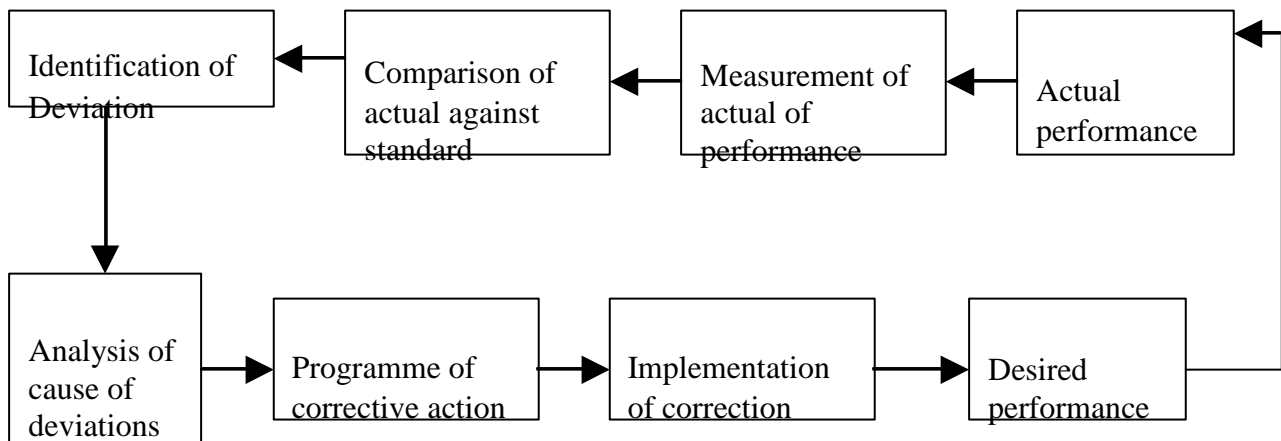 Identification of
Deviation
Comparison of
actual against
standard
Measurement of
actual of
performance
Actual
performance
Analysis of
cause of
deviations
Programme of
corrective action
Implementation
of correction
Desired
performance